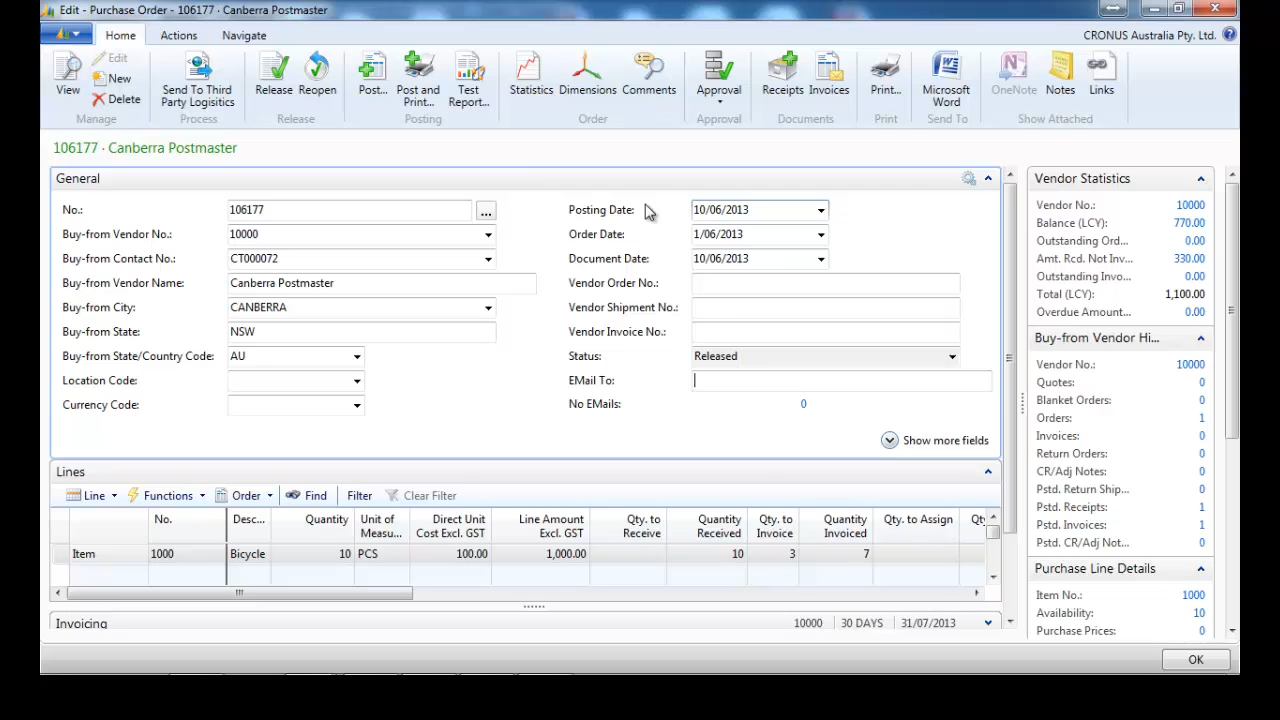 Edit - Purchase Order - 106177 · Canberra Postmaster
Home Actions Navigate CRONUS Australia Pty. Ltd.
View Edit New Delete Send To Third Party Logisitics Release Reopen Post... Post and Print... Test Report... Statistics Dimensions Comments Approval Receipts Invoices Print... Microsoft Word OneNote Notes Links
Manage Process Release Posting Order Approval Documents Print Send To Show Attached
106177 · Canberra Postmaster
General
No.: 106177 ...
Buy-from Vendor No.: 10000
Buy-from Contact No.: CT000072
Buy-from Vendor Name: Canberra Postmaster
Buy-from City: CANBERRA
Buy-from State: NSW
Buy-from State/Country Code: AU
Location Code:
Currency Code:
Posting Date: 10/06/2013
Order Date: 1/06/2013
Document Date: 10/06/2013
Vendor Order No.:
Vendor Shipment No.:
Vendor Invoice No.:
Status: Released
EMail To:
No EMails: 0
Show more fields
Lines
Line Functions Order Find Filter Clear Filter
No. Desc... Quantity Unit of Measu... Direct Unit Cost Excl. GST Line Amount Excl. GST Qty. to Receive Quantity Received Qty. to Invoice Quantity Invoiced Qty. to Assign Qt
Item 1000 Bicycle 10 PCS 100.00 1,000.00 10 3 7
Invoicing 10000 30 DAYS 31/07/2013
Vendor Statistics
Vendor No.: 10000
Balance (LCY): 770.00
Outstanding Ord... 0.00
Amt. Rcd. Not Inv... 330.00
Outstanding Invo... 0.00
Total (LCY): 1,100.00
Overdue Amount... 0.00
Buy-from Vendor Hi...
Vendor No.: 10000
Quotes: 0
Blanket Orders: 0
Orders: 1
Invoices: 0
Return Orders: 0
CR/Adj Notes: 0
Pstd. Return Ship... 0
Pstd. Receipts: 1
Pstd. Invoices: 1
Pstd. CR/Adj Not... 0
Purchase Line Details
Item No.: 1000
Availability: 10
Purchase Prices: 0
OK